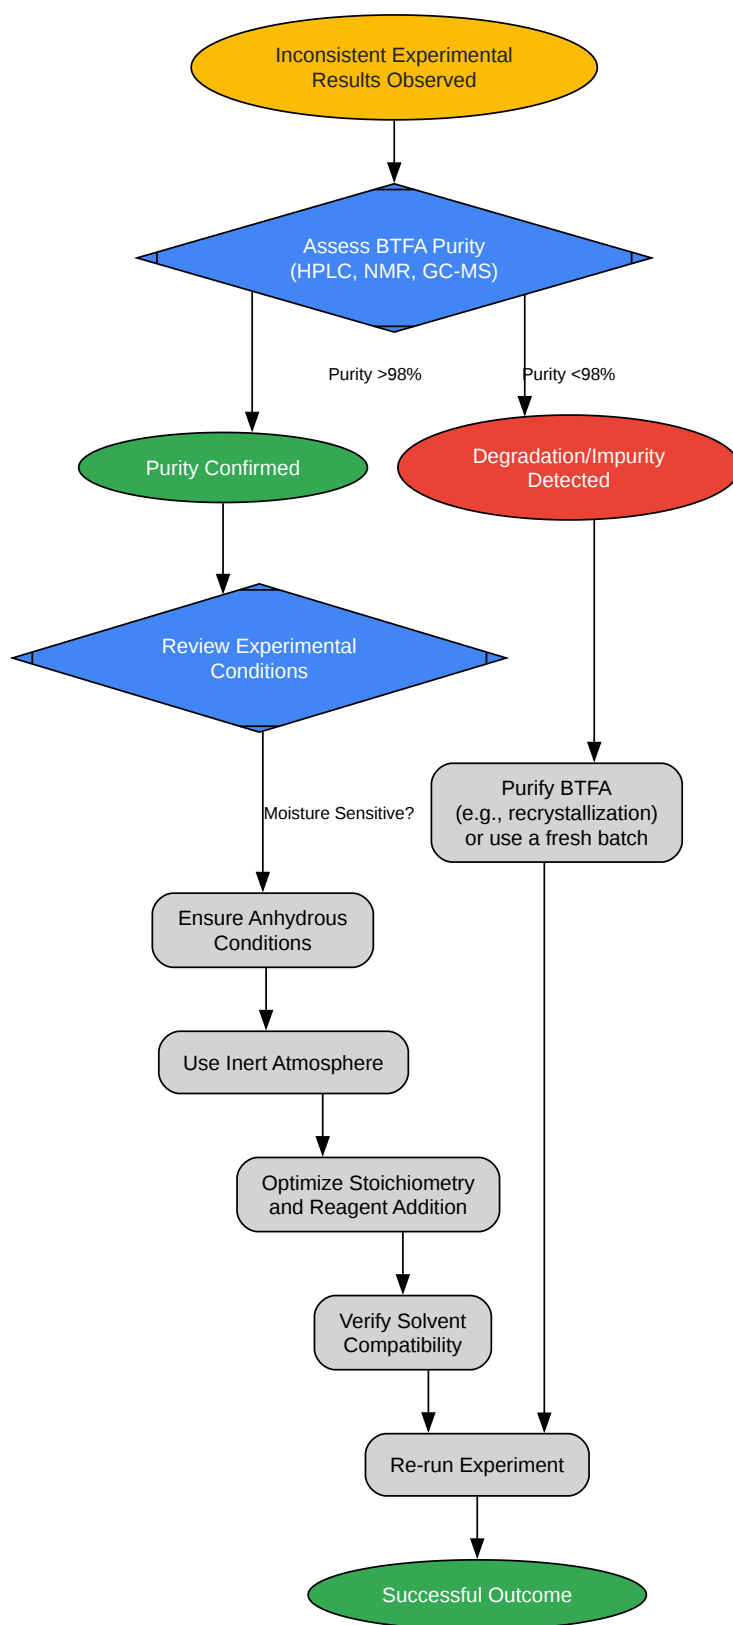 Inconsistent Experimental
Results Observed
Assess BTFA Purity
(HPLC, NMR, GC-MS)
Purity >98%
Purity <98%
Purity Confirmed
Degradation/Impurity
Detected
Review Experimental
Conditions
Moisture Sensitive?
Purify BTFA
(e.g., recrystallization)
or use a fresh batch
Ensure Anhydrous
Conditions
Use Inert Atmosphere
Optimize Stoichiometry
and Reagent Addition
Verify Solvent
Compatibility
Re-run Experiment
Successful Outcome